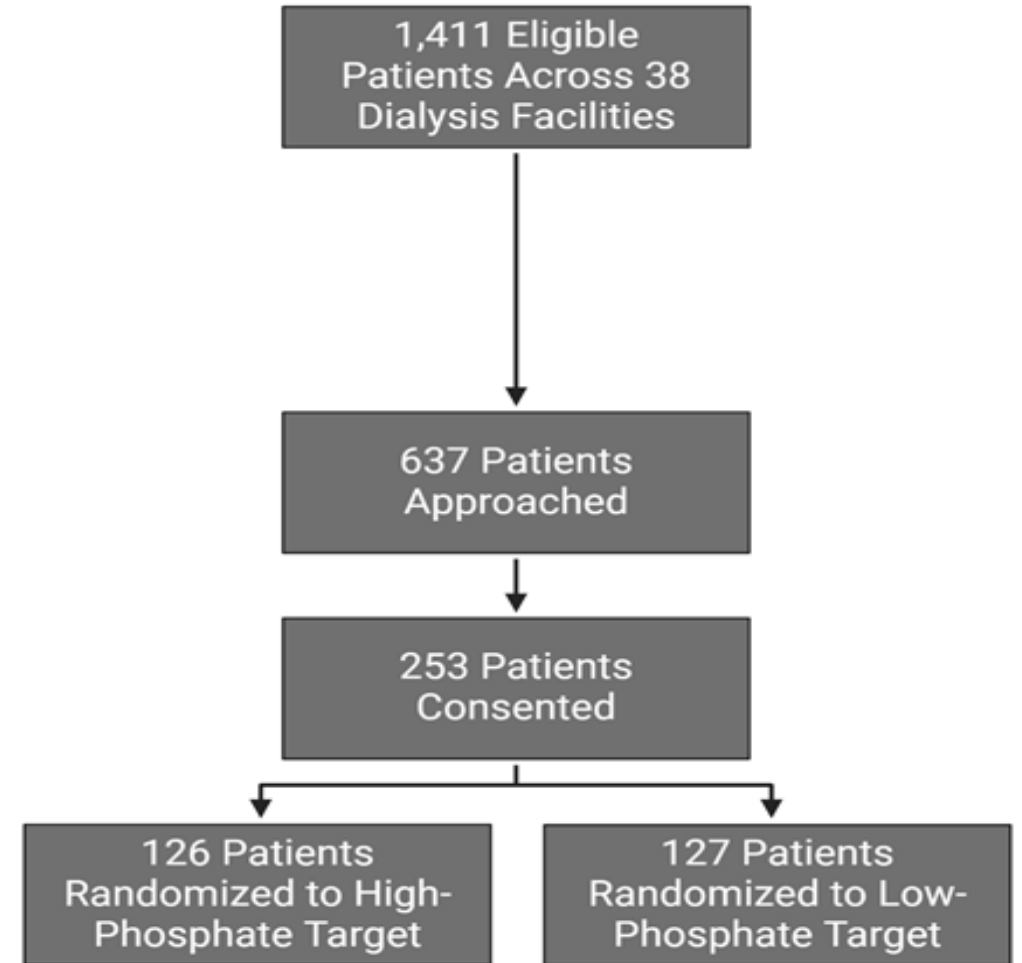 1,411 Eligible
Patients Across 38
Dialysis Facilities
637 Patients
Approached
253 Patients
Consented
126 Patients
Randomized to High-
Phosphate Target
127 Patients
Randomized to Low-
Phosphate Target